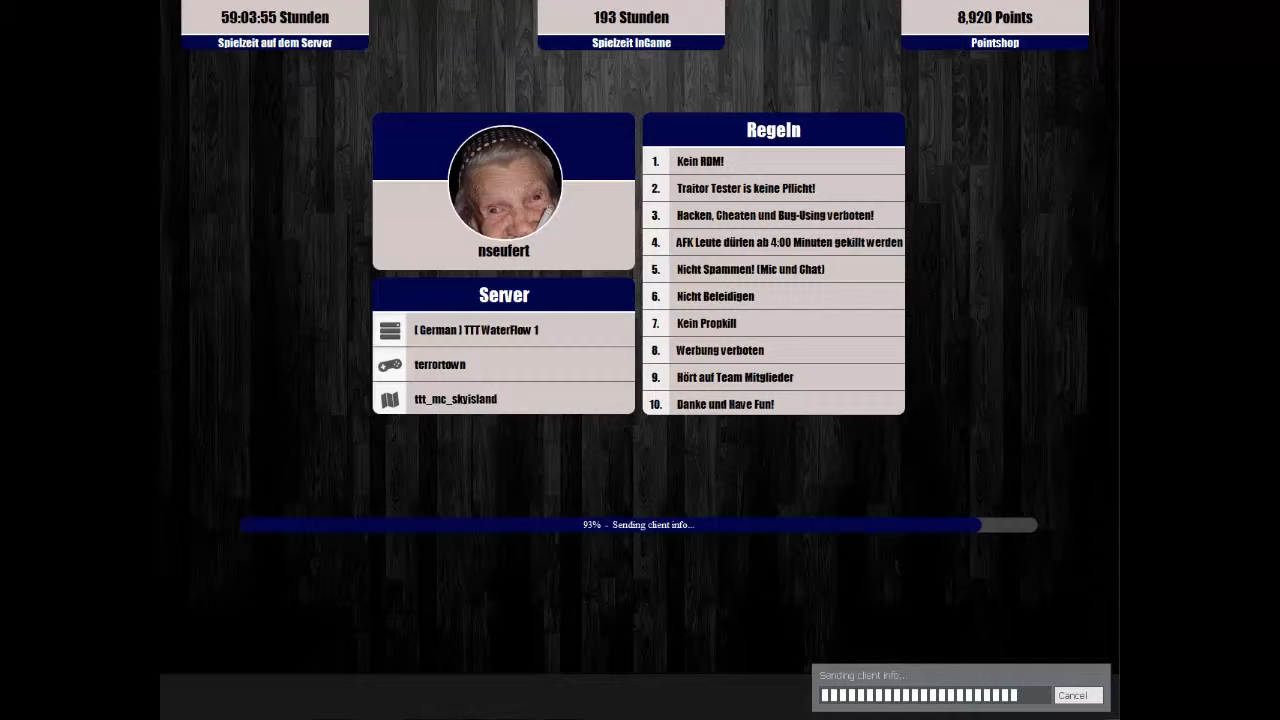 59:03:55 Stunden
Spielzeit auf dem Server
193 Stunden
Spielzeit InGame
8,920 Points
Pointshop
nseufert
Server
[ German ] TTT WaterFlow 1
terrortown
ttt_mc_skyisland
Regeln
1. Kein RDM!
2. Traitor Tester is keine Pflicht!
3. Hacken, Cheaten und Bug-Using verboten!
4. AFK Leute dürfen ab 4:00 Minuten gekillt werden
5. Nicht Spammen! (Mic und Chat)
6. Nicht Beleidigen
7. Kein Propkill
8. Werbung verboten
9. Hört auf Team Mitglieder
10. Danke und Have Fun!
93% - Sending client info...
Sending client info...
Cancel